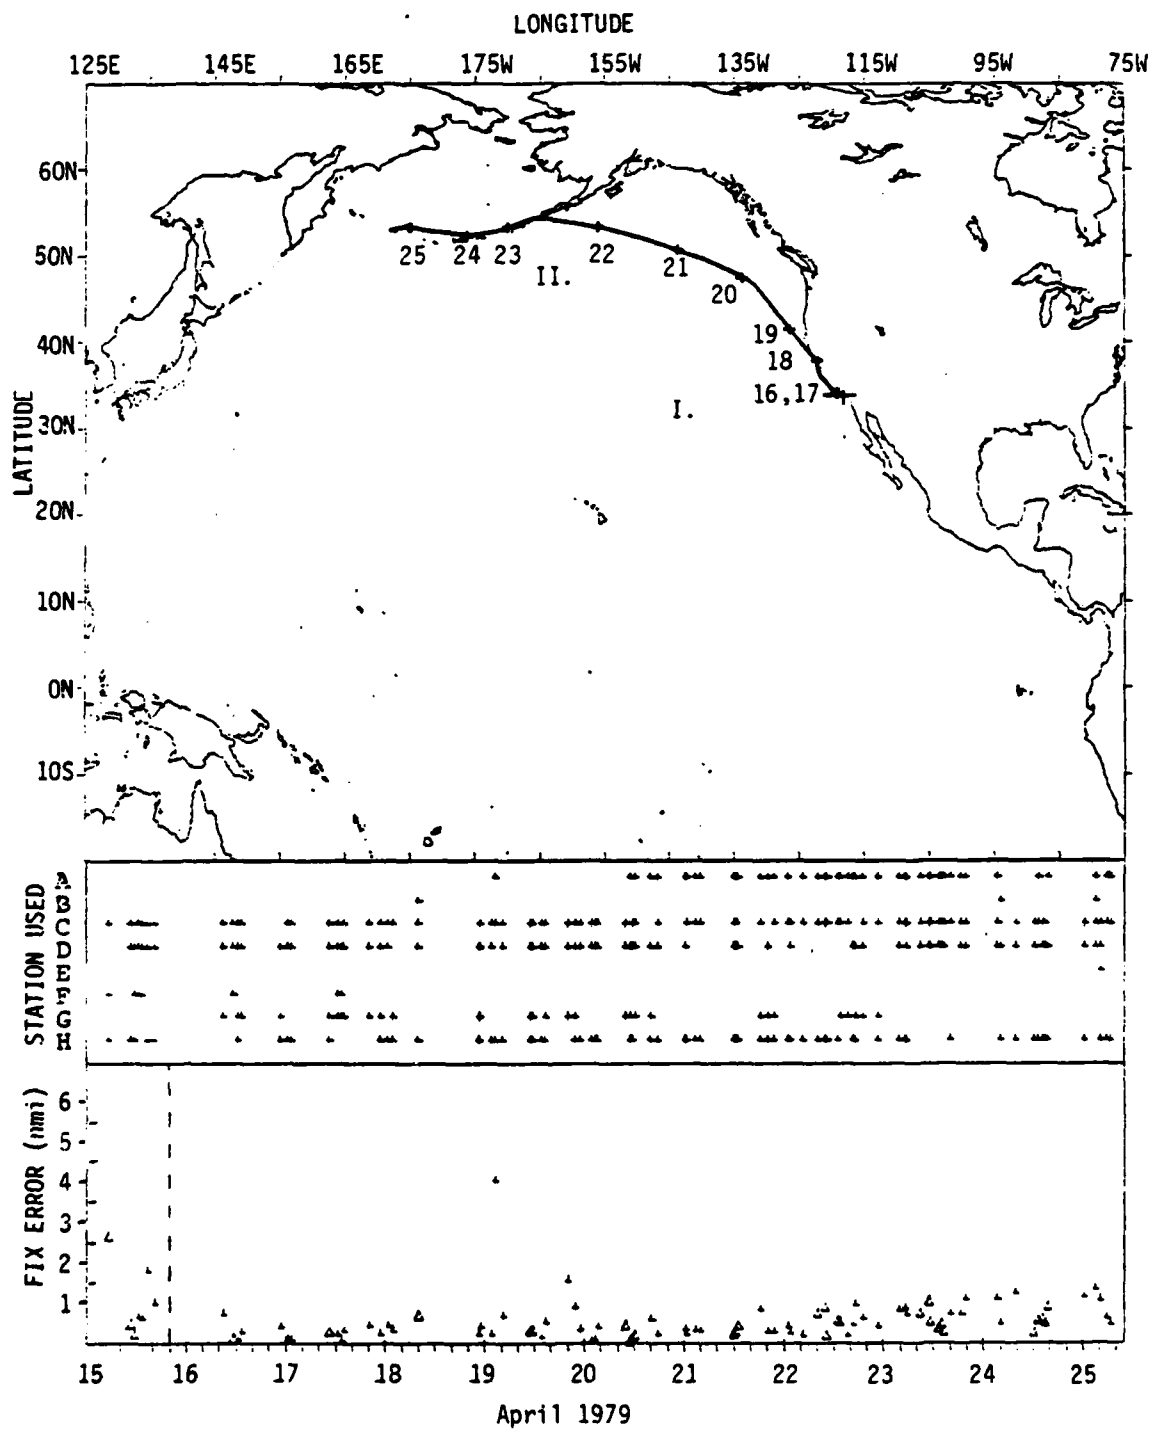 LONGITUDE
125E 145E 165E 175W 155W 135W 115W 95W 75W
LATITUDE
60N
50N
40N
30N
20N
10N
0N
10S
25 24 23 22 21
II.
20
19
18
16,17
I.
STATION USED
A
B
C
D
E
F
G
H
FIX ERROR (nmi)
6
5
4
3
2
1
15 16 17 18 19 20 21 22 23 24 25
April 1979